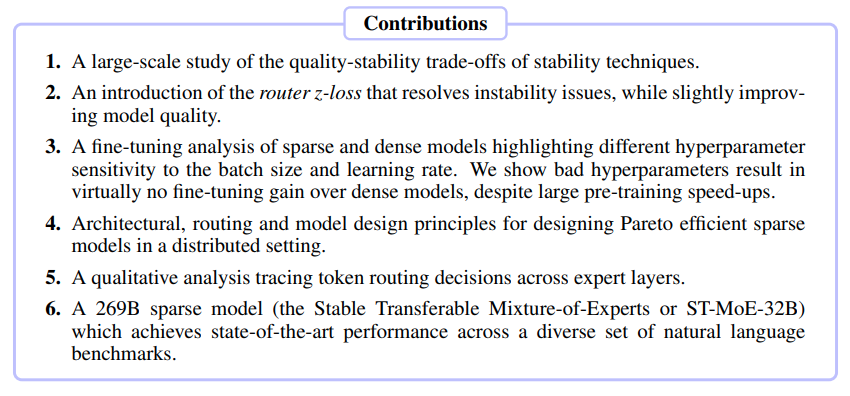 Contributions
1. A large-scale study of the quality-stability trade-offs of stability techniques.
2. An introduction of the router z-loss that resolves instability issues, while slightly improv-
ing model quality.
3. A fine-tuning analysis of sparse and dense models highlighting different hyperparameter
sensitivity to the batch size and learning rate. We show bad hyperparameters result in
virtually no fine-tuning gain over dense models, despite large pre-training speed-ups.
4. Architectural, routing and model design principles for designing Pareto efficient sparse
models in a distributed setting.
5. A qualitative analysis tracing token routing decisions across expert layers.
6. A 269B sparse model (the Stable Transferable Mixture-of-Experts or ST-MoE-32B)
which achieves state-of-the-art performance across a diverse set of natural language
benchmarks.